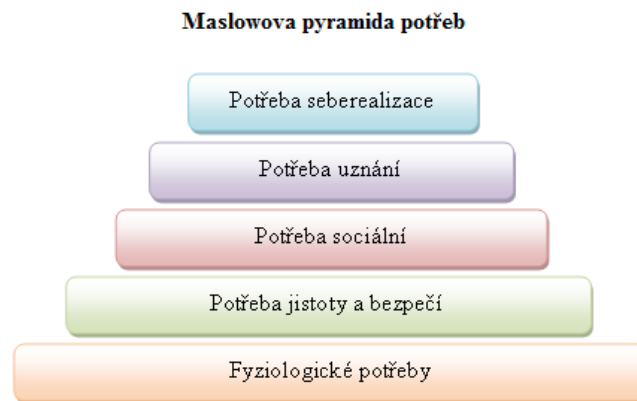 Maslowova pyramida potřeb
Potřeba seberealizace
Potřeba uznání
Potřeba sociální
Potřeba jistoty a bezpečí
Fyziologické potřeby